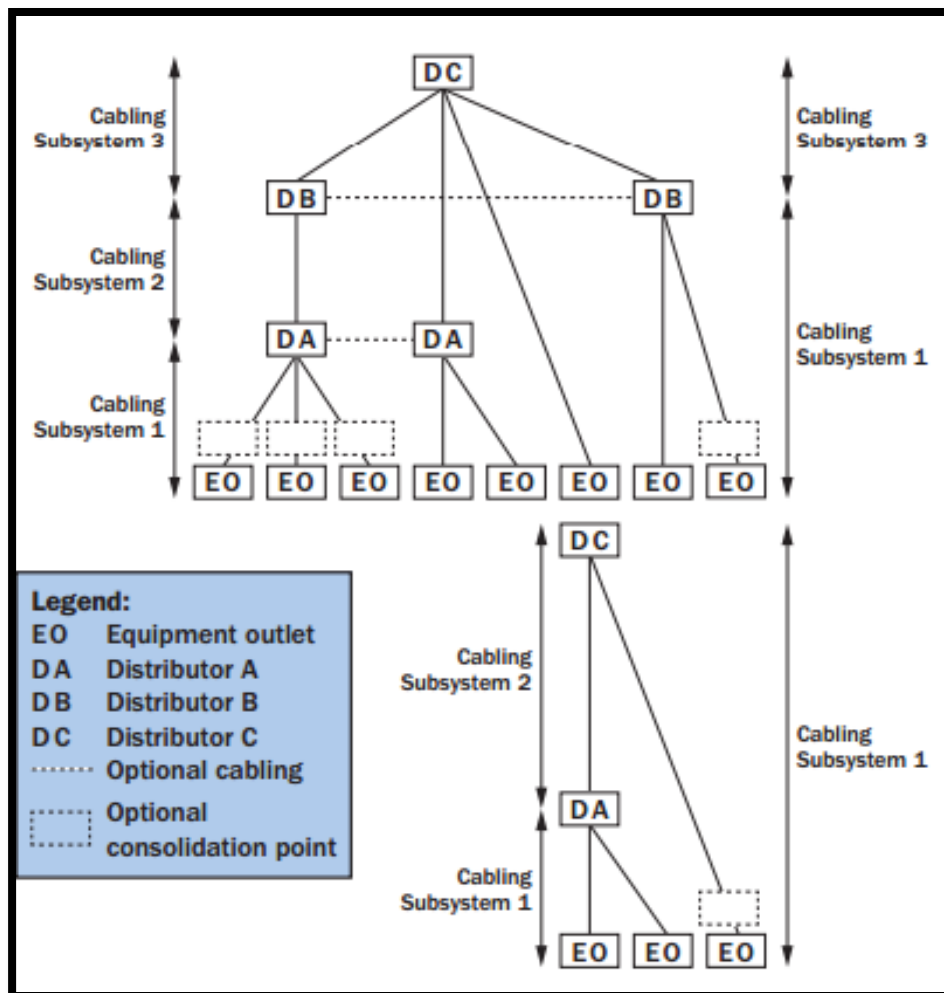 DC
Cabling
Subsystem 3
Cabling
Subsystem 3
DB
DB
Cabling
Subsystem 2
DA
DA
Cabling
Subsystem 1
Cabling
Subsystem 1
EO
EO
EO
EO
EO
EO
EO
EO
DC
Legend:
EO Equipment outlet
DA Distributor A
DB Distributor B
DC Distributor C
Optional cabling
Optional
consolidation point
Cabling
Subsystem 2
Cabling
Subsystem 1
DA
Cabling
Subsystem 1
EO
EO
EO